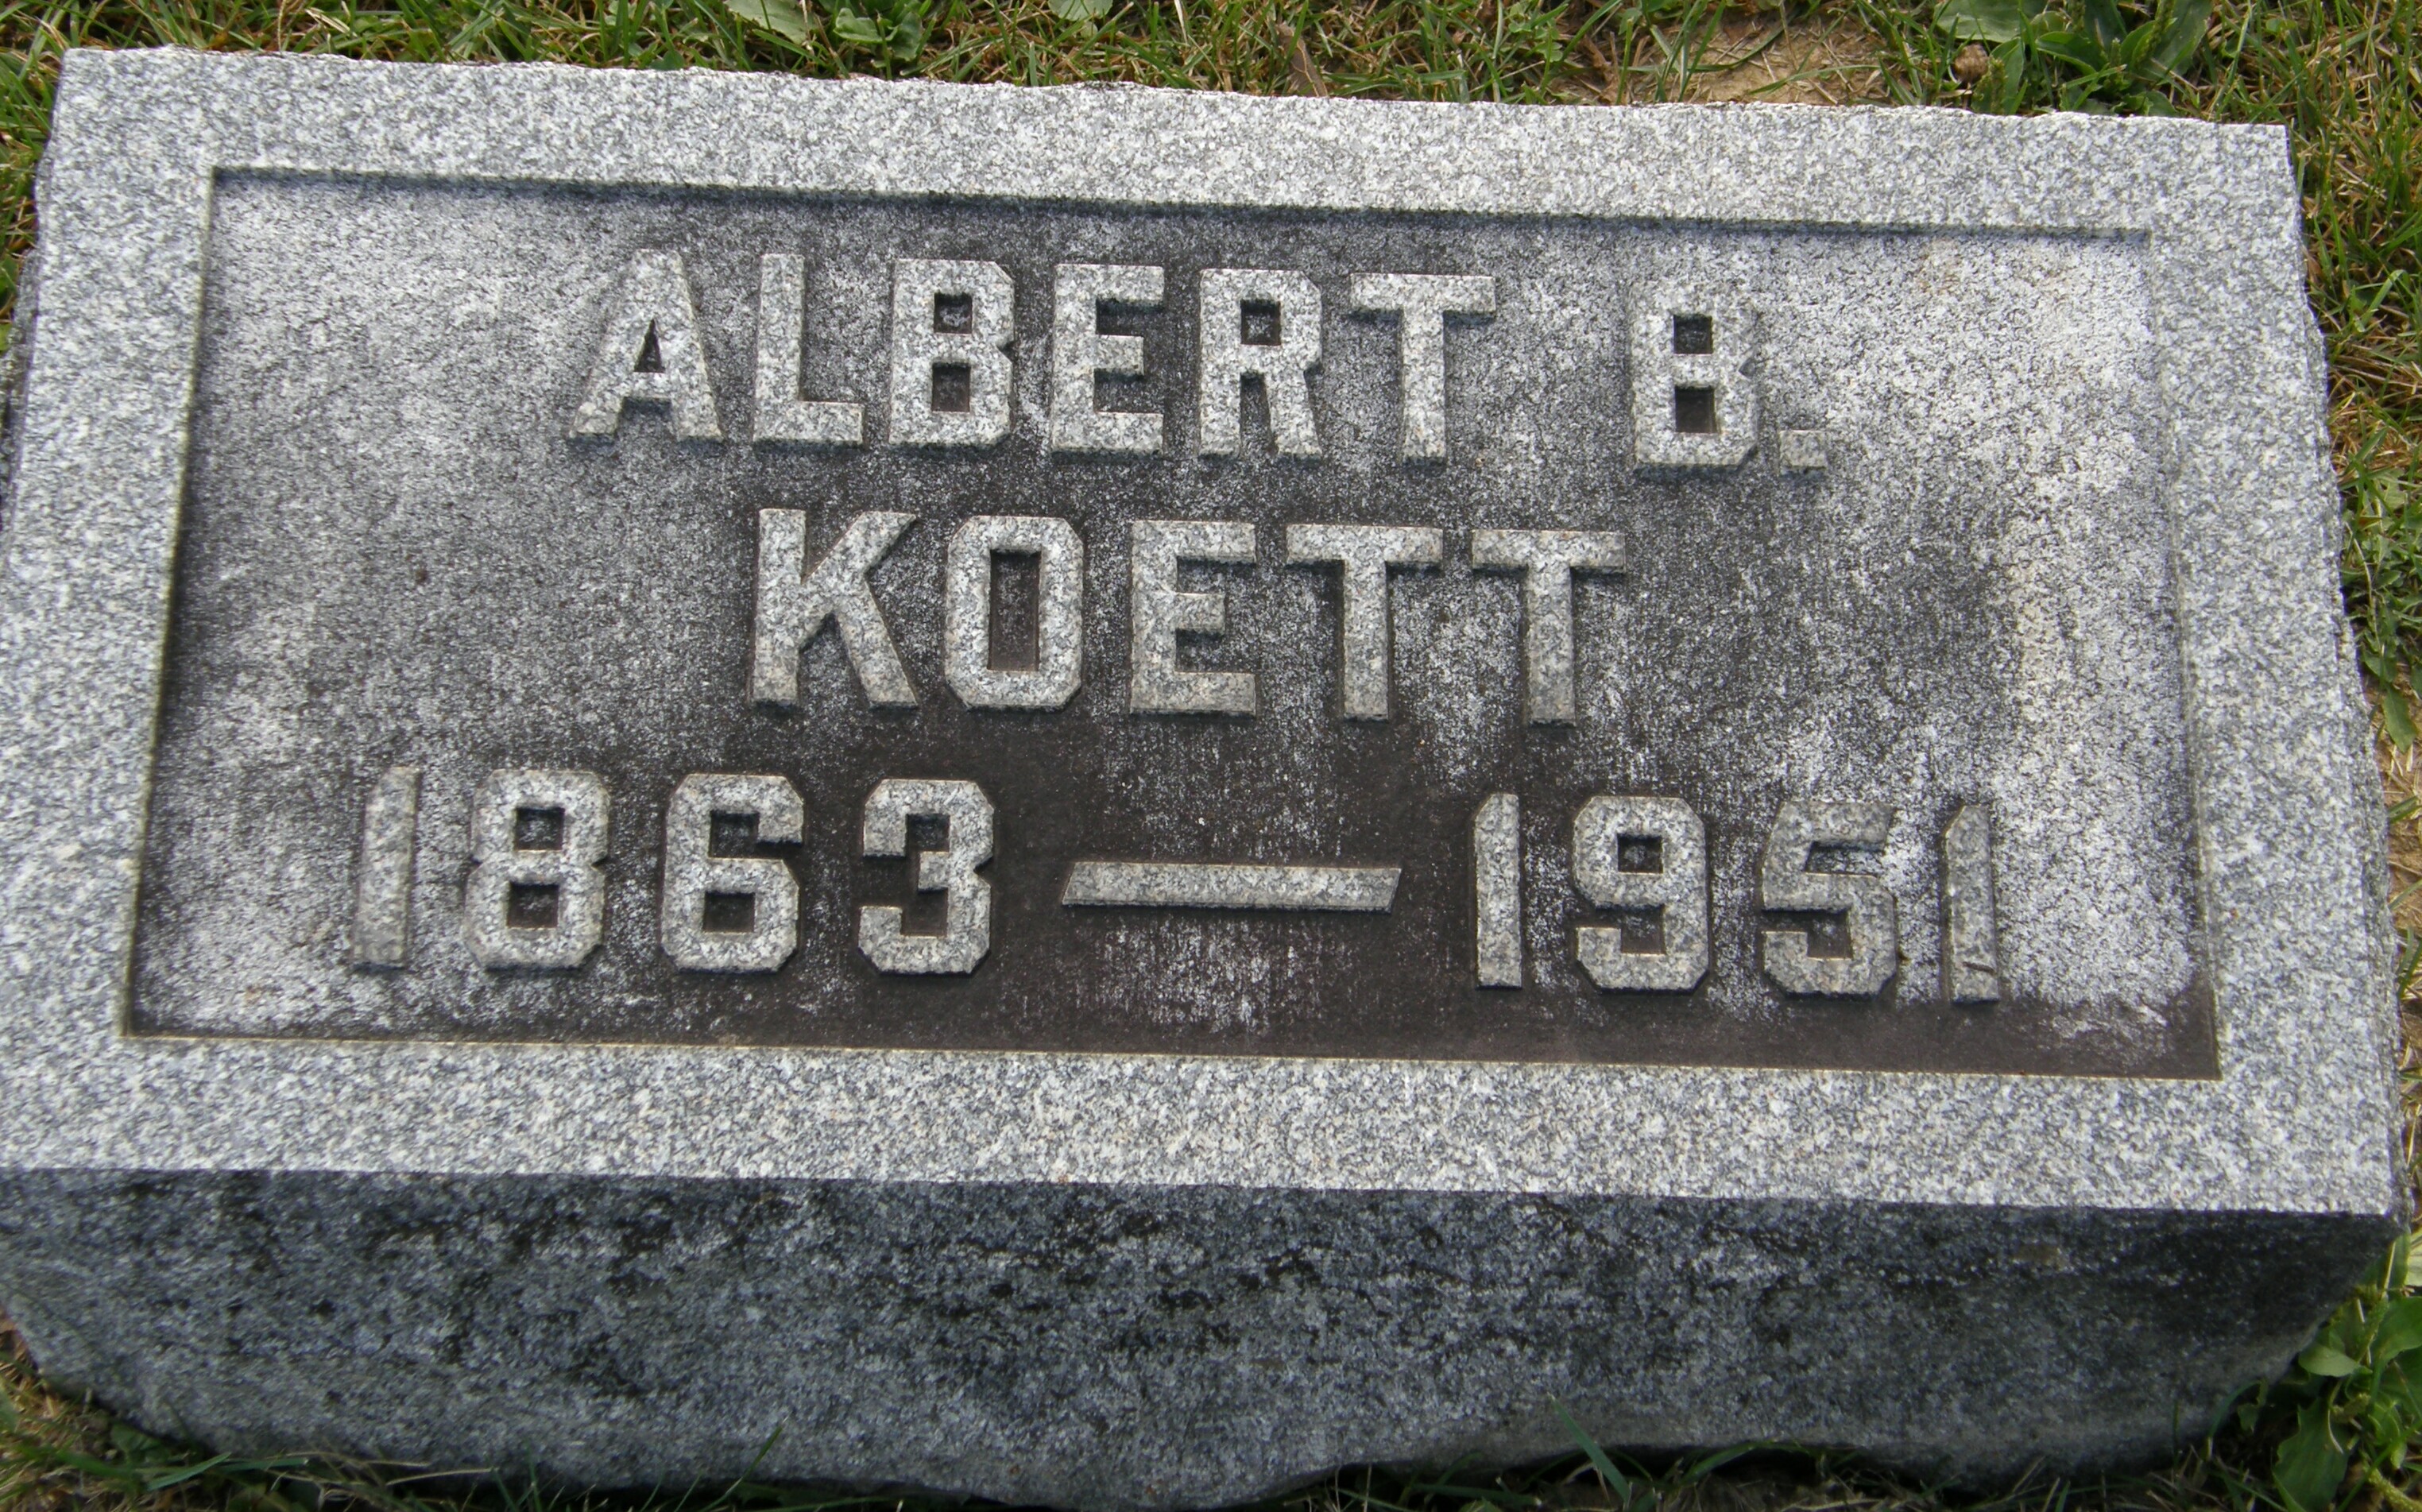 ALBERT B.
KOETT
1863 — 1951